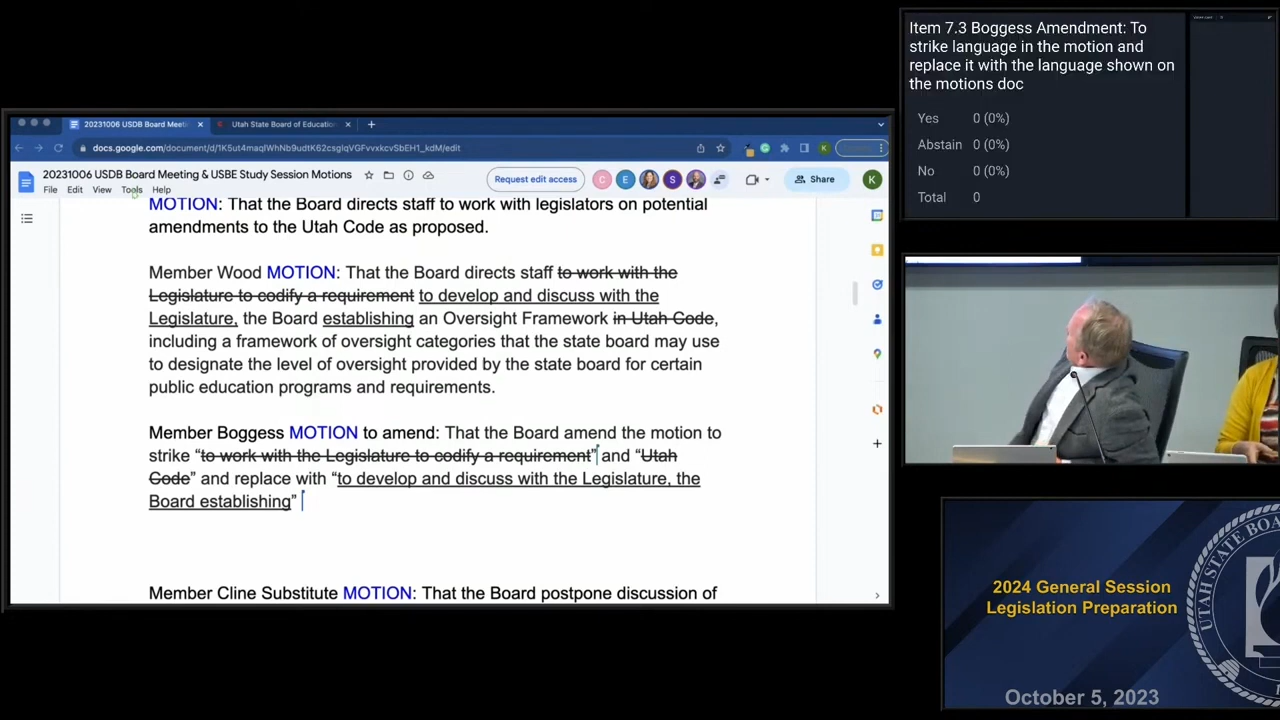 20231006 USDB Board Meeti
Utah State Board of Education
docs.google.com/document/d/1K5ut4maqlWhNb9udtK62csglqVGFvvxkcvSbEH1_kdM/edit
20231006 USDB Board Meeting & USBE Study Session Motions
Request edit access
C
E
S
Share
K
File Edit View Tools Help
MOTION: That the Board directs staff to work with legislators on potential
amendments to the Utah Code as proposed.
Member Wood MOTION: That the Board directs staff to work with the
Legislature to codify a requirement to develop and discuss with the
Legislature, the Board establishing an Oversight Framework in Utah Code,
including a framework of oversight categories that the state board may use
to designate the level of oversight provided by the state board for certain
public education programs and requirements.
Member Boggess MOTION to amend: That the Board amend the motion to
strike “to work with the Legislature to codify a requirement” and “Utah
Code” and replace with “to develop and discuss with the Legislature, the
Board establishing”
Member Cline Substitute MOTION: That the Board postpone discussion of
Item 7.3 Boggess Amendment: To
strike language in the motion and
replace it with the language shown on
the motions doc
Yes 0 (0%)
Abstain 0 (0%)
No 0 (0%)
Total 0
2024 General Session
Legislation Preparation
October 5, 2023
UTAH STATE BOA